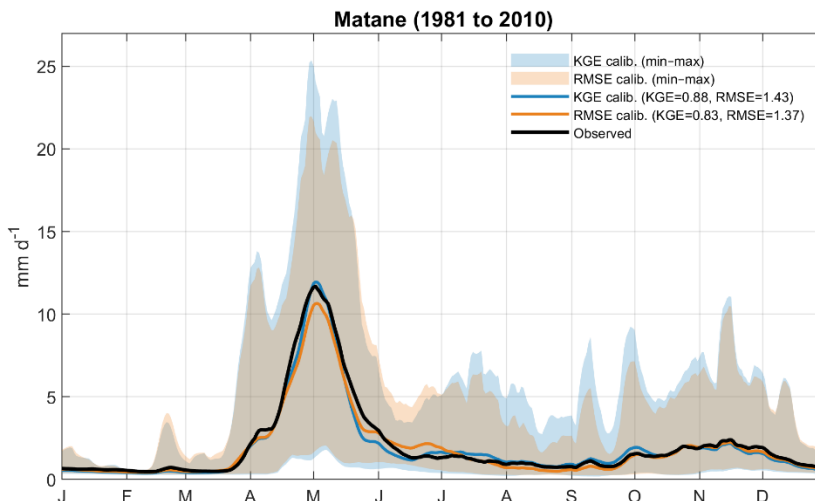 Matane (1981 to 2010)
KGE calib. (min–max)
RMSE calib. (min–max)
KGE calib. (KGE=0.88, RMSE=1.43)
RMSE calib. (KGE=0.83, RMSE=1.37)
Observed
25
20
15
10
5
0
mm d⁻¹
J F M A M J J A S O N D